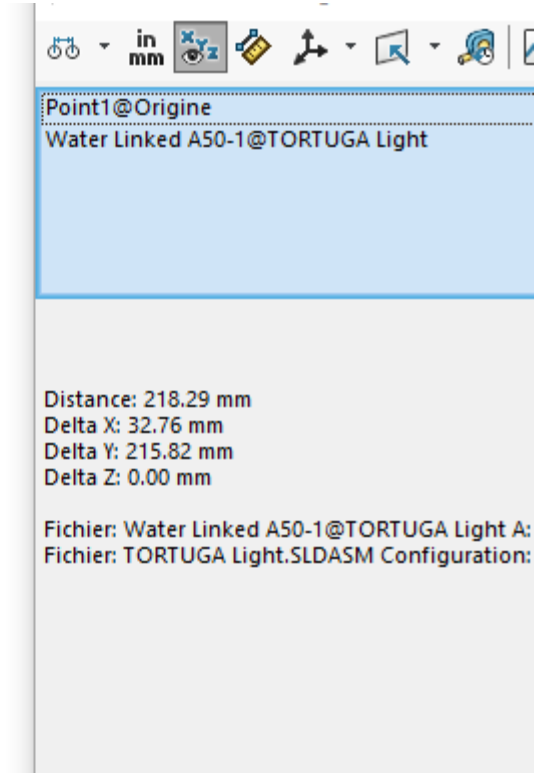 in
mm
xyz
Point1@Origine
Water Linked A50-1@TORTUGA Light
Distance: 218.29 mm
Delta X: 32.76 mm
Delta Y: 215.82 mm
Delta Z: 0.00 mm
Fichier: Water Linked A50-1@TORTUGA Light A:
Fichier: TORTUGA Light.SLDASM Configuration: